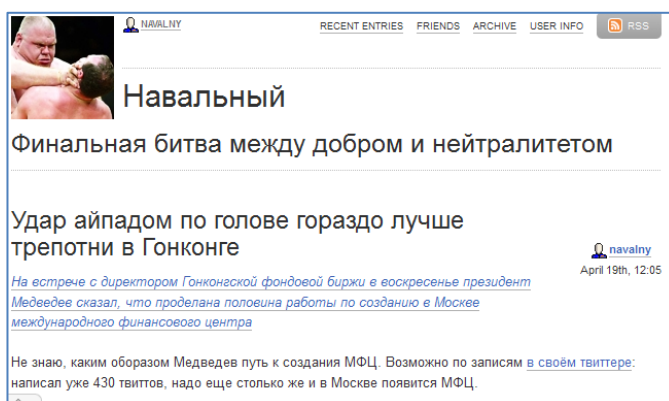 NAVALNY RECENT ENTRIES FRIENDS ARCHIVE USER INFO RSS
Навальный
Финальная битва между добром и нейтралитетом
Удар айпадом по голове гораздо лучше
трепотни в Гонконге
navalny
April 19th, 12:05
На встрече с директором Гонконгской фондовой биржи в воскресенье президент
Медведев сказал, что проделана половина работы по созданию в Москве
международного финансового центра
Не знаю, каким оборазом Медведев путь к создания МФЦ. Возможно по записям в своём твиттере:
написал уже 430 твиттов, надо еще столько же и в Москве появится МФЦ.